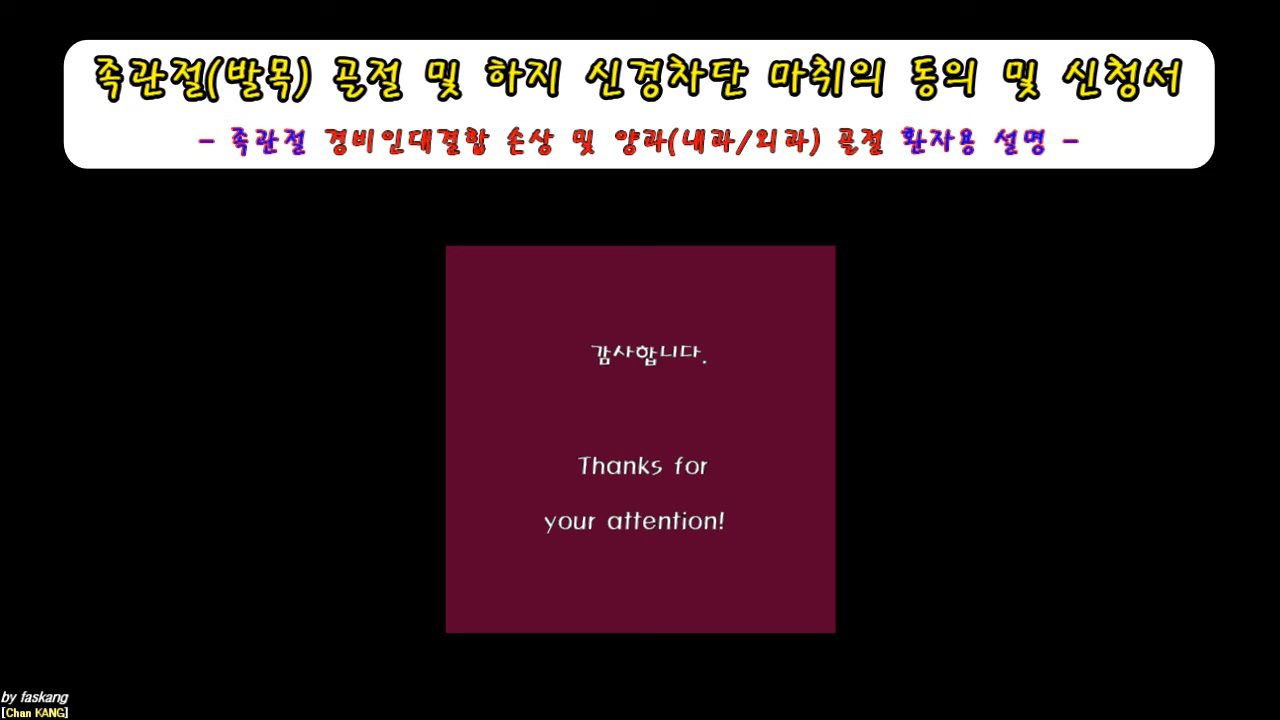 족관절(발목) 골절 및 하지 신경차단 마취의 동의 및 신청서
- 족관절 경비인대결합 손상 및 양과(내과/외과) 골절 환자용 설명 -
감사합니다.
Thanks for
your attention!
by faskang
[Chan KANG]